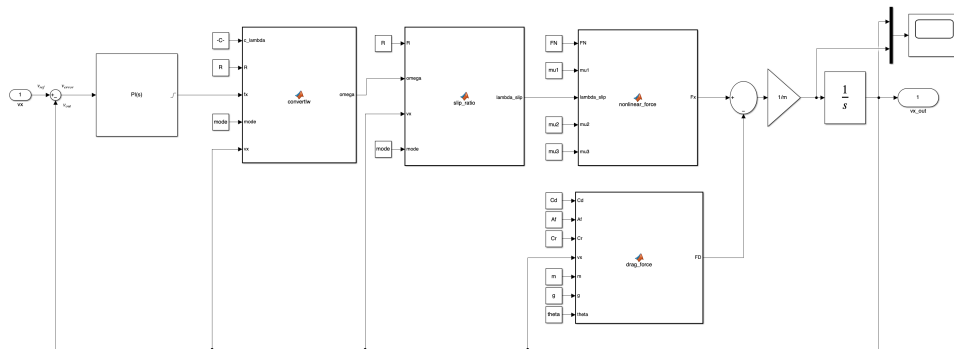 1
vx
v_ref
v_error
v_out
PI(s)
-C-
R
mode
c_lambda
R
fx
mode
vx
convertIw
omega
R
mode
R
omega
vx
mode
slip_ratio
lambda_slip
FN
mu1
mu2
mu3
FN
mu1
lambda_slip
mu2
mu3
nonlinear_force
Fx
+
−
1/m
1
s
1
vx_out
Cd
Af
Cr
m
g
theta
Cd
Af
Cr
vx
m
g
theta
drag_force
FD